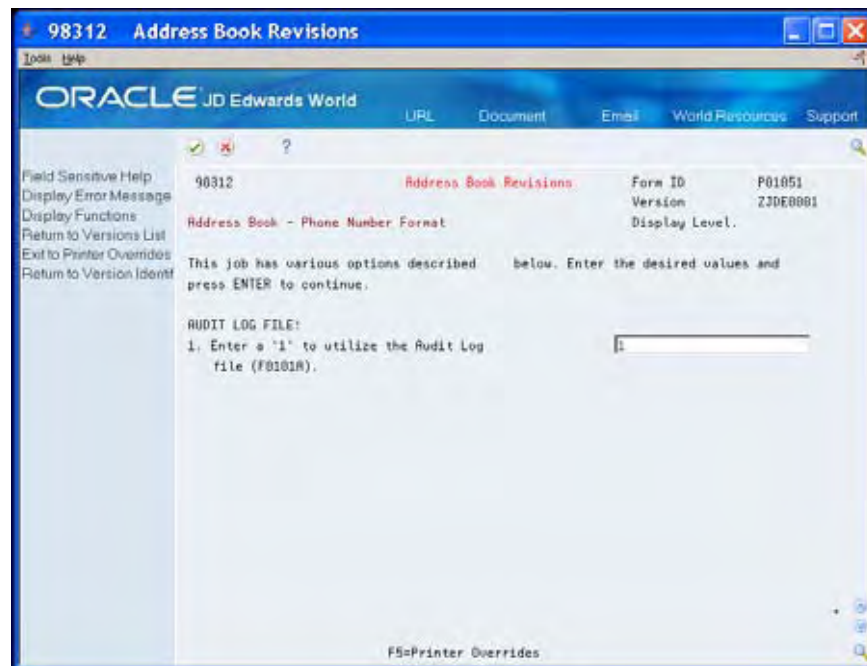 98312 Address Book Revisions
Tools Help
ORACLE JD Edwards World
URL Document Email World Resources Support
?
Field Sensitive Help
Display Error Message
Display Functions
Return to Versions List
Exit to Printer Overrides
Return to Version Identif
98312 Address Book Revisions Form ID P01051
Version ZJDE0001
Address Book - Phone Number Format Display Level.
This job has various options described below. Enter the desired values and
press ENTER to continue.
AUDIT LOG FILE:
1. Enter a '1' to utilize the Audit Log 1
file (F0101A).
F5=Printer Overrides